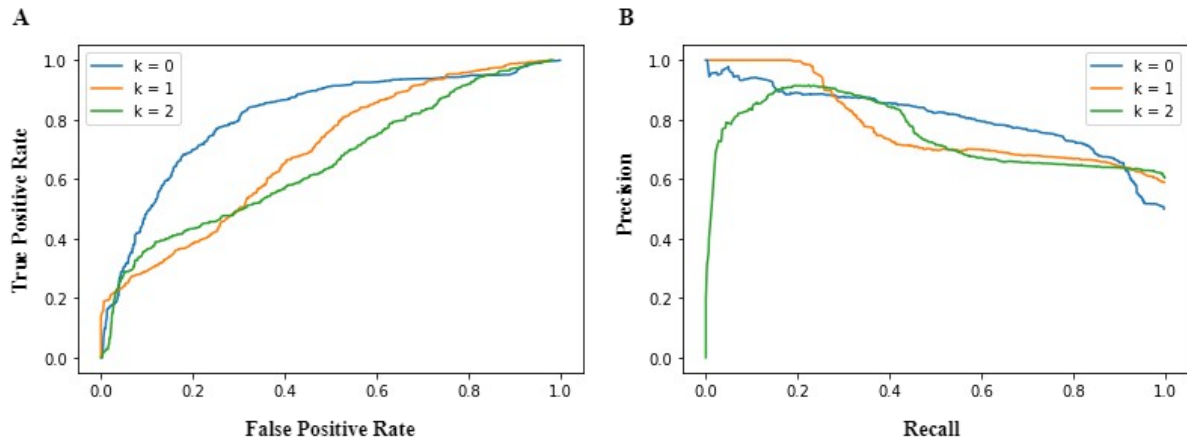 A
B
k = 0
k = 1
k = 2
True Positive Rate
1.0
0.8
0.6
0.4
0.2
0.0
0.0 0.2 0.4 0.6 0.8 1.0
False Positive Rate
k = 0
k = 1
k = 2
Precision
1.0
0.8
0.6
0.4
0.2
0.0
0.0 0.2 0.4 0.6 0.8 1.0
Recall